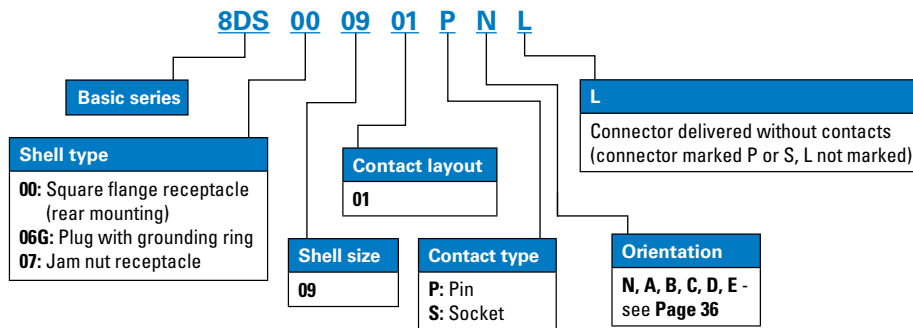 8DS 00 09 01 P N L
Basic series
Shell type
00: Square flange receptacle
(rear mounting)
06G: Plug with grounding ring
07: Jam nut receptacle
Shell size
09
Contact layout
01
Contact type
P: Pin
S: Socket
Orientation
N, A, B, C, D, E -
see Page 36
L
Connector delivered without contacts
(connector marked P or S, L not marked)